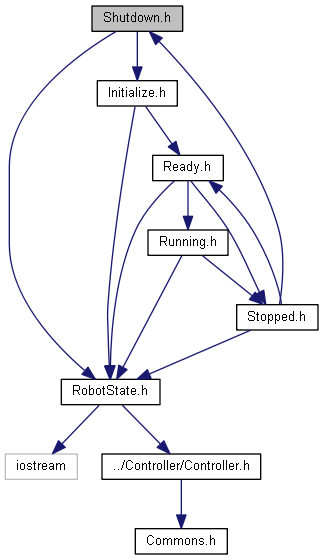 Shutdown.h
Initialize.h
Ready.h
Running.h
Stopped.h
RobotState.h
iostream
../Controller/Controller.h
Commons.h